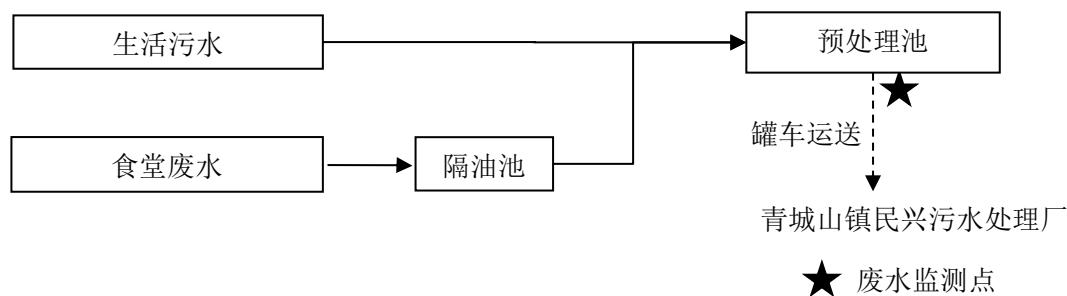 生活污水
预处理池
罐车运送
食堂废水
隔油池
青城山镇民兴污水处理厂
废水监测点